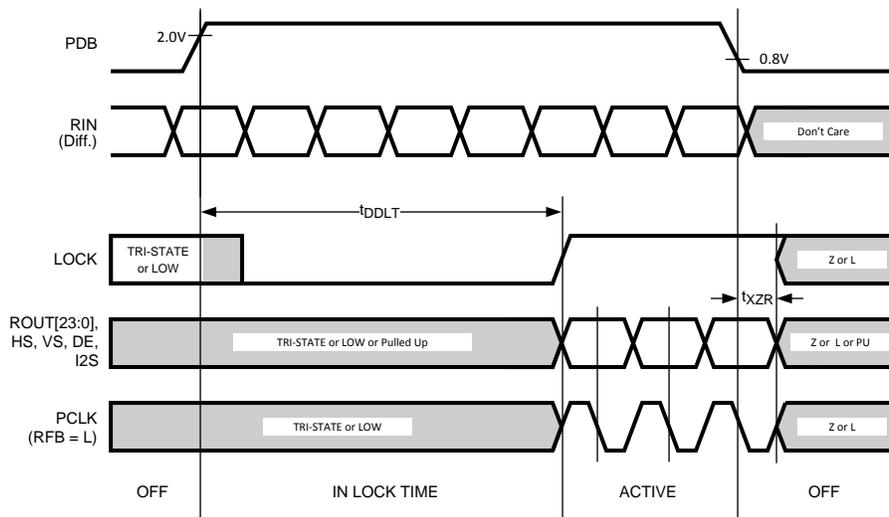 PDB
2.0V
0.8V
RIN
(Diff.)
Don't Care
tDDLT
LOCK
TRI-STATE
or LOW
Z or L
tXZR
ROUT[23:0],
HS, VS, DE,
I2S
TRI-STATE or LOW or Pulled Up
Z or L or PU
PCLK
(RFB = L)
TRI-STATE or LOW
Z or L
OFF
IN LOCK TIME
ACTIVE
OFF